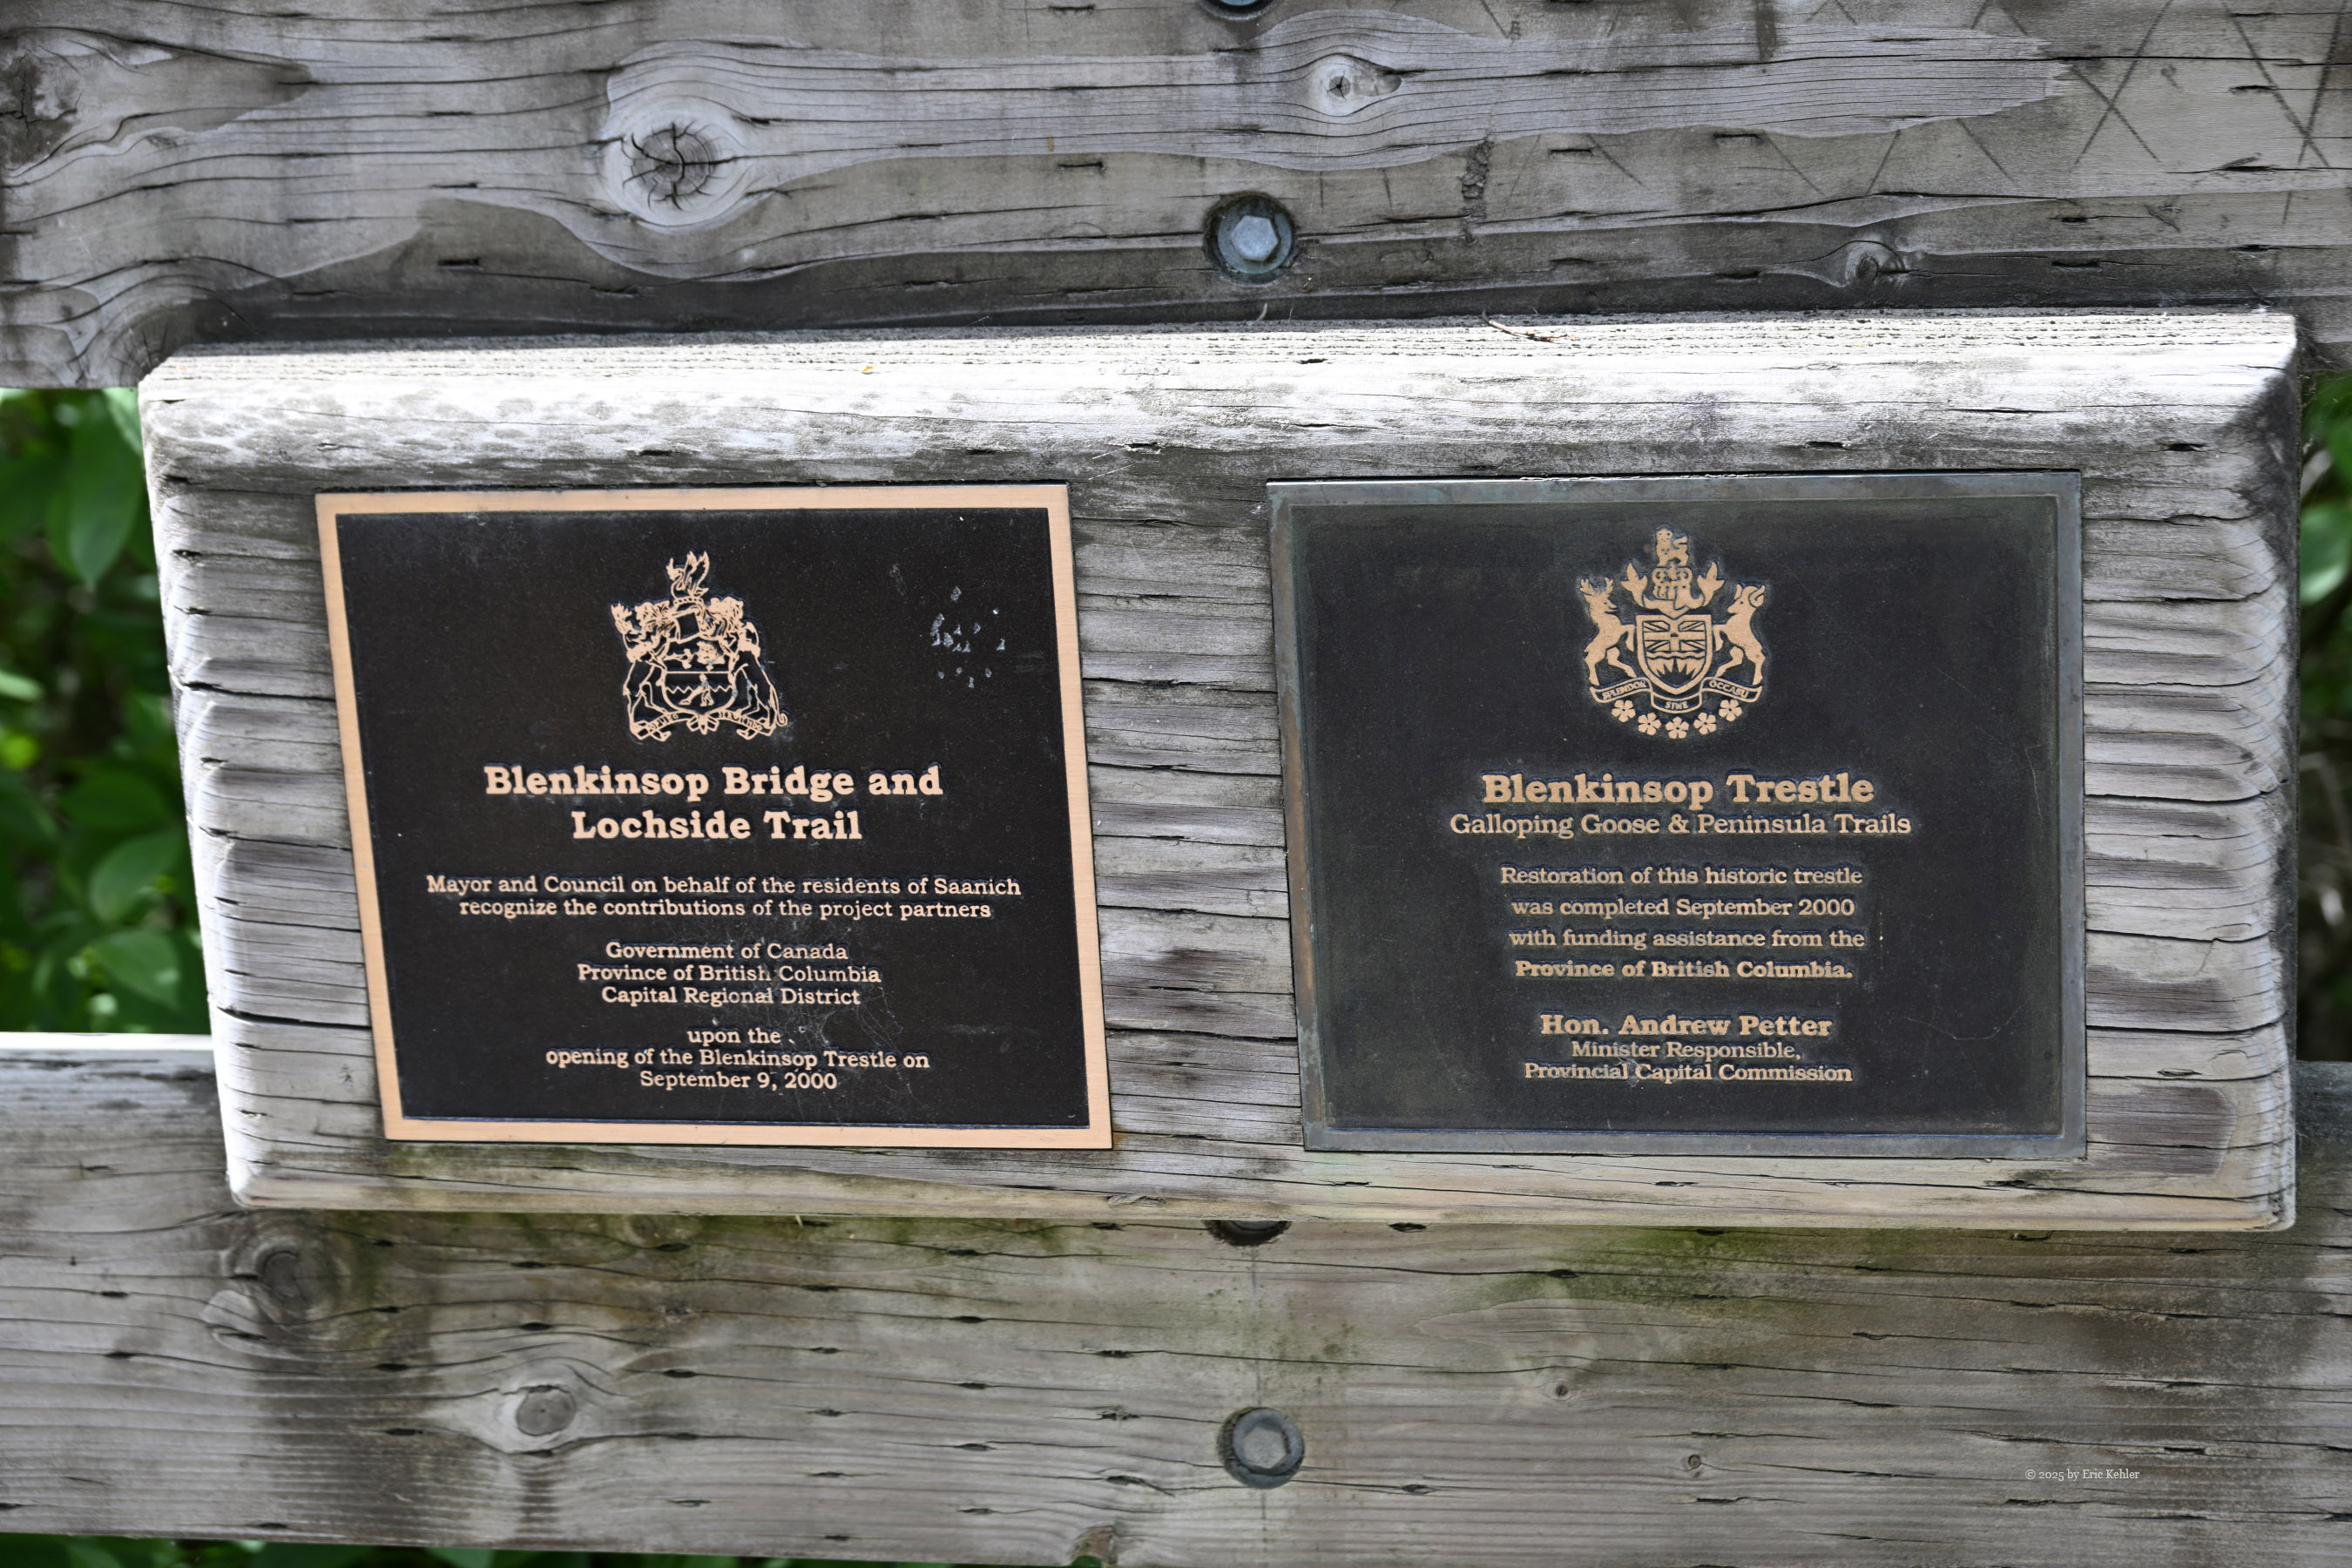 Blenkinsop Bridge and
Lochside Trail
Mayor and Council on behalf of the residents of Saanich
recognize the contributions of the project partners
Government of Canada
Province of British Columbia
Capital Regional District
upon the
opening of the Blenkinsop Trestle on
September 9, 2000
SPLENDOR SINE OCCASU
Blenkinsop Trestle
Galloping Goose & Peninsula Trails
Restoration of this historic trestle
was completed September 2000
with funding assistance from the
Province of British Columbia.
Hon. Andrew Petter
Minister Responsible,
Provincial Capital Commission
© 2025 by Eric Kehler